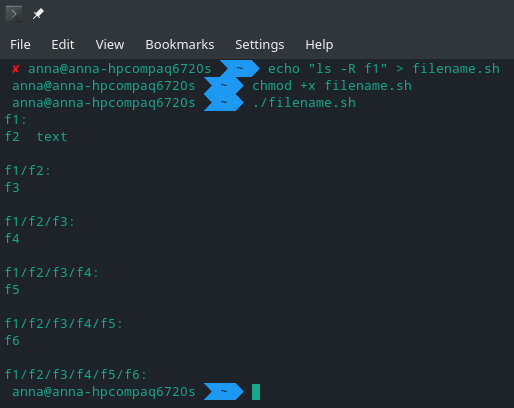 File Edit View Bookmarks Settings Help
✘ anna@anna-hpcompaq6720s ~ echo "ls -R f1" > filename.sh
anna@anna-hpcompaq6720s ~ chmod +x filename.sh
anna@anna-hpcompaq6720s ~ ./filename.sh
f1:
f2  text

f1/f2:
f3

f1/f2/f3:
f4

f1/f2/f3/f4:
f5

f1/f2/f3/f4/f5:
f6

f1/f2/f3/f4/f5/f6:
anna@anna-hpcompaq6720s ~